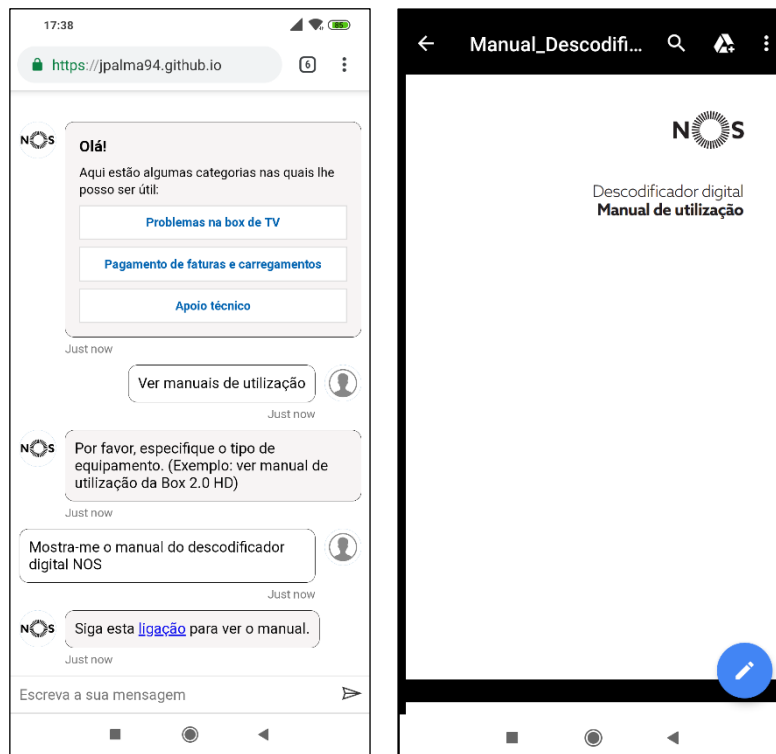 17:38
85
https://jpalma94.github.io
6
NOS
Olá!
Aqui estão algumas categorias nas quais lhe
posso ser útil:
Problemas na box de TV
Pagamento de faturas e carregamentos
Apoio técnico
Just now
Ver manuais de utilização
Just now
NOS
Por favor, especifique o tipo de
equipamento. (Exemplo: ver manual de
utilização da Box 2.0 HD)
Just now
Mostra-me o manual do descodificador
digital NOS
Just now
NOS
Siga esta ligação para ver o manual.
Just now
Escreva a sua mensagem
Manual_Descodifi...
NOS
Descodificador digital
Manual de utilização